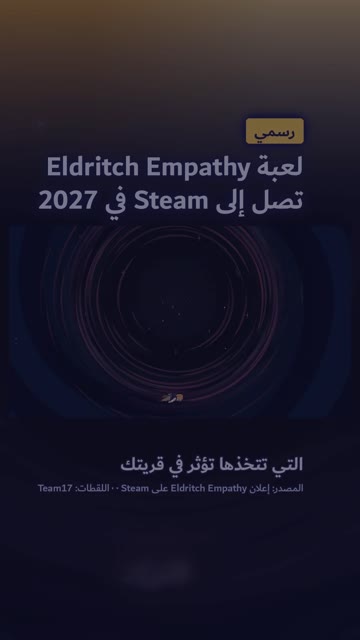 رسمي
لعبة Eldritch Empathy
تصل إلى Steam في 2027
التي تتخذها تؤثر في قريتك
المصدر: إعلان Eldritch Empathy على Steam ·· اللقطات: Team17